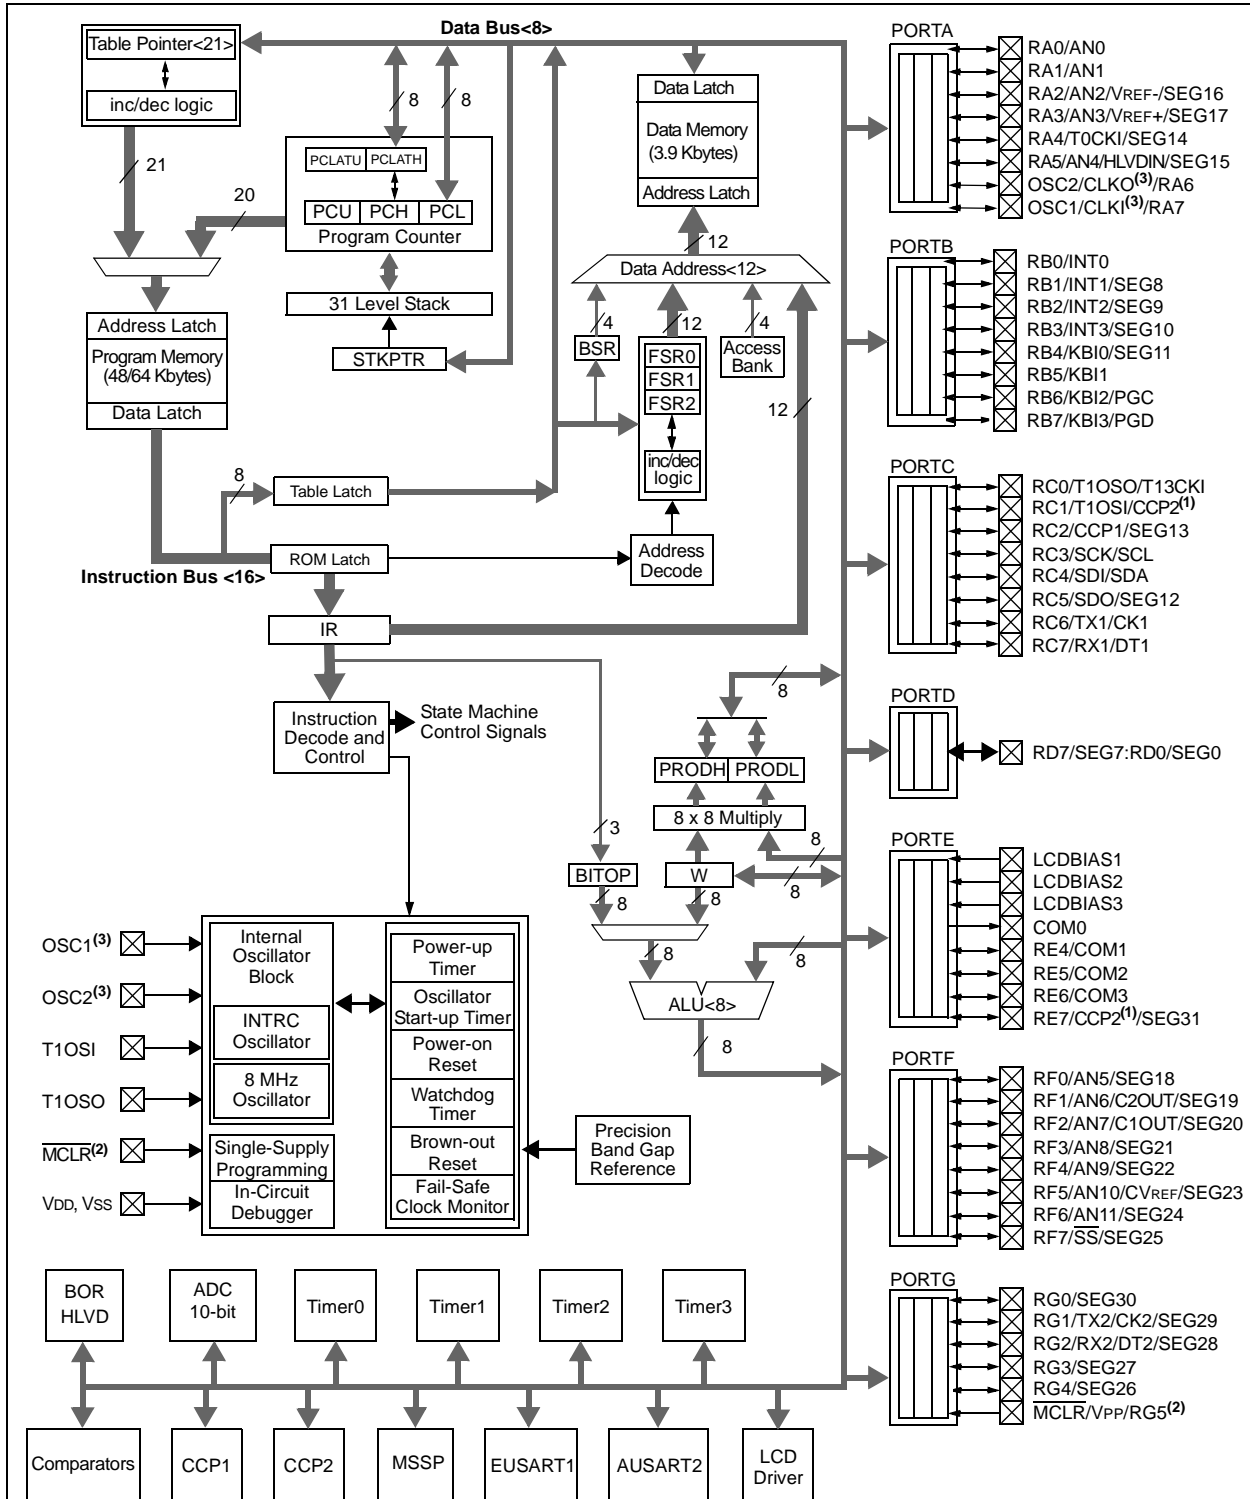 Data Bus<8>
Table Pointer<21>
inc/dec logic
21
20
8
8
PCLATU PCLATH
PCU PCH PCL
Program Counter
31 Level Stack
STKPTR
Address Latch
Program Memory
(48/64 Kbytes)
Data Latch
Data Latch
Data Memory
(3.9 Kbytes)
Address Latch
12
Data Address<12>
4
12
4
BSR
FSR0
FSR1
FSR2
inc/dec
logic
Access
Bank
12
8
Table Latch
ROM Latch
Instruction Bus <16>
Address
Decode
IR
Instruction
Decode and
Control
State Machine
Control Signals
8
PRODH PRODL
8 x 8 Multiply
3
8
BITOP
W
8
8
8
8
8
ALU<8>
8
OSC1(3)
OSC2(3)
T1OSI
T1OSO
MCLR(2)
VDD, VSS
Internal
Oscillator
Block
INTRC
Oscillator
8 MHz
Oscillator
Single-Supply
Programming
In-Circuit
Debugger
Power-up
Timer
Oscillator
Start-up Timer
Power-on
Reset
Watchdog
Timer
Brown-out
Reset
Fail-Safe
Clock Monitor
Precision
Band Gap
Reference
BOR
HLVD
ADC
10-bit
Timer0
Timer1
Timer2
Timer3
Comparators
CCP1
CCP2
MSSP
EUSART1
AUSART2
LCD
Driver
PORTA
RA0/AN0
RA1/AN1
RA2/AN2/VREF-/SEG16
RA3/AN3/VREF+/SEG17
RA4/T0CKI/SEG14
RA5/AN4/HLVDIN/SEG15
OSC2/CLKO(3)/RA6
OSC1/CLKI(3)/RA7
PORTB
RB0/INT0
RB1/INT1/SEG8
RB2/INT2/SEG9
RB3/INT3/SEG10
RB4/KBI0/SEG11
RB5/KBI1
RB6/KBI2/PGC
RB7/KBI3/PGD
PORTC
RC0/T1OSO/T13CKI
RC1/T1OSI/CCP2(1)
RC2/CCP1/SEG13
RC3/SCK/SCL
RC4/SDI/SDA
RC5/SDO/SEG12
RC6/TX1/CK1
RC7/RX1/DT1
PORTD
RD7/SEG7:RD0/SEG0
PORTE
LCDBIAS1
LCDBIAS2
LCDBIAS3
COM0
RE4/COM1
RE5/COM2
RE6/COM3
RE7/CCP2(1)/SEG31
PORTF
RF0/AN5/SEG18
RF1/AN6/C2OUT/SEG19
RF2/AN7/C1OUT/SEG20
RF3/AN8/SEG21
RF4/AN9/SEG22
RF5/AN10/CVREF/SEG23
RF6/AN11/SEG24
RF7/SS/SEG25
PORTG
RG0/SEG30
RG1/TX2/CK2/SEG29
RG2/RX2/DT2/SEG28
RG3/SEG27
RG4/SEG26
MCLR/VPP/RG5(2)